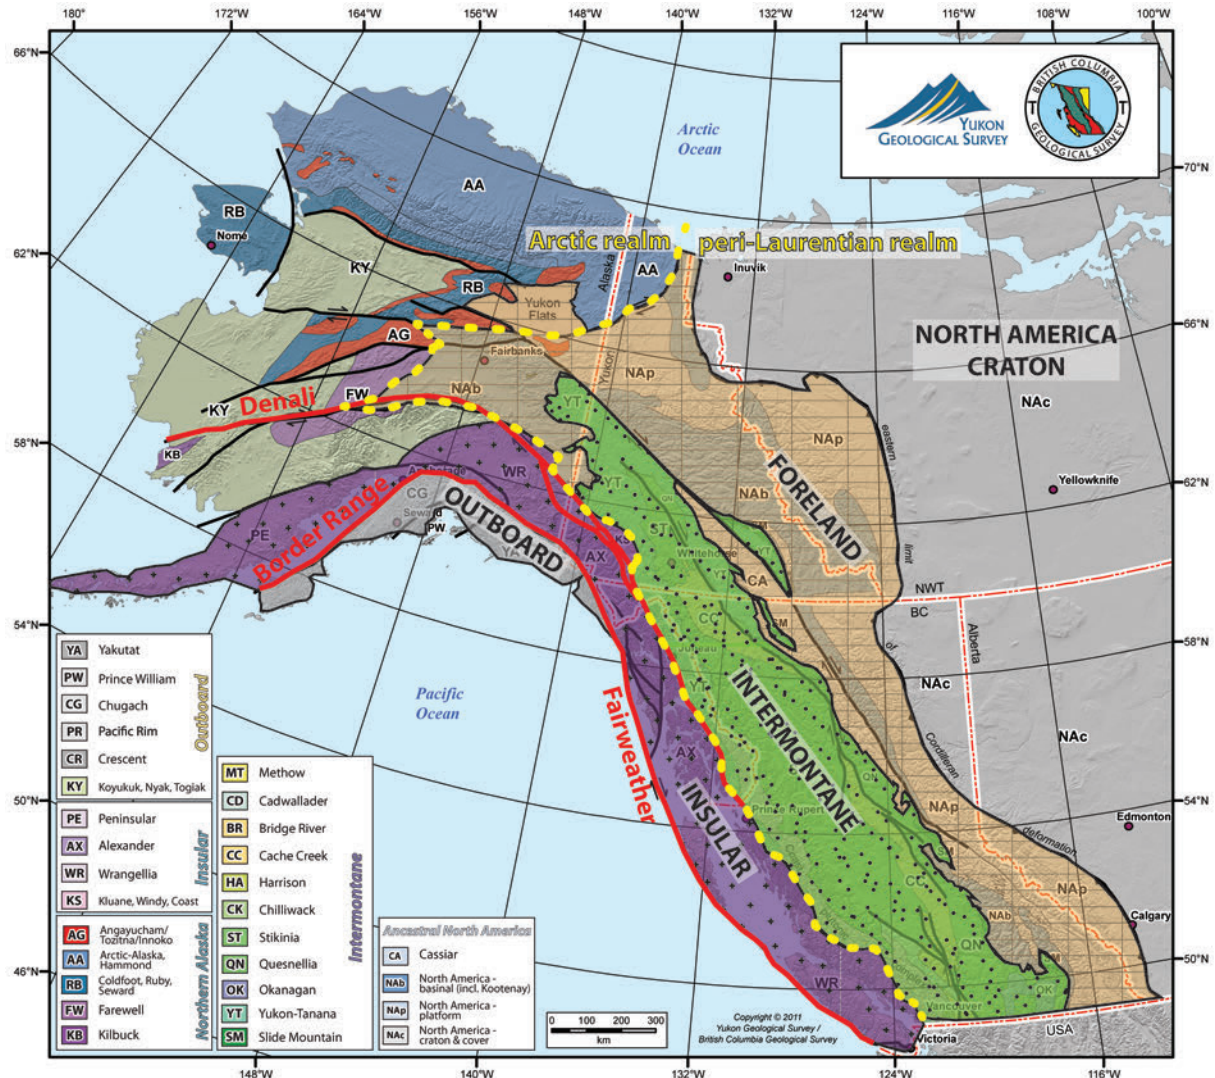 180°
172°W
164°W
156°W
148°W
140°W
132°W
124°W
116°W
108°W
100°W
66°N
YUKON
GEOLOGICAL SURVEY
BRITISH COLUMBIA
T T
GEOLOGICAL SURVEY
Arctic
Ocean
70°N
AA
RB
Nome
Arctic realm
peri-Laurentian realm
62°N
KY
Alaska
AA
Inuvik
RB
Yukon
Flats
66°N
AG
NORTH AMERICA
CRATON
Fairbanks
Yukon
NAp
NAb
FW
YT
NAc
KY
Denali
58°N
NAp
eastern
KB
WR
Yellowknife
62°N
CG
YT
QN
NAb
FORELAND
OUTBOARD
PW
PE
Border Range
ST
SM
YA
KS
AX
Whitehorse
YT
YT
limit
CA
NWT
BC
54°N
CC
SM
of
Alberta
58°N
Juneau
YT
NAc
INTERMONTANE
Pacific
Ocean
Fairweather
AX
NAc
Cordilleran
QN
INSULAR
50°N
Prince Rupert
NAp
54°N
Edmonton
deformation
SM
CC
NAp
NAb
Calgary
QN
46°N
50°N
WR
OK
Vancouver
USA
Victoria
YA Yakutat
PW Prince William
CG Chugach
PR Pacific Rim
CR Crescent
KY Koyukuk, Nyak, Togiak
Outboard
PE Peninsular
AX Alexander
WR Wrangellia
KS Kluane, Windy, Coast
Insular
AG Angayucham/
Tozitna/Innoko
AA Arctic-Alaska,
Hammond
RB Coldfoot, Ruby,
Seward
FW Farewell
KB Kilbuck
Northern Alaska
MT Methow
CD Cadwallader
BR Bridge River
CC Cache Creek
HA Harrison
CK Chilliwack
ST Stikinia
QN Quesnellia
OK Okanagan
YT Yukon-Tanana
SM Slide Mountain
Intermontane
Ancestral North America
CA Cassiar
NAb North America -
basinal (incl. Kootenay)
NAp North America -
platform
NAc North America -
craton & cover
0 100 200 300
km
Copyright © 2011
Yukon Geological Survey /
British Columbia Geological Survey
148°W
140°W
132°W
124°W
116°W